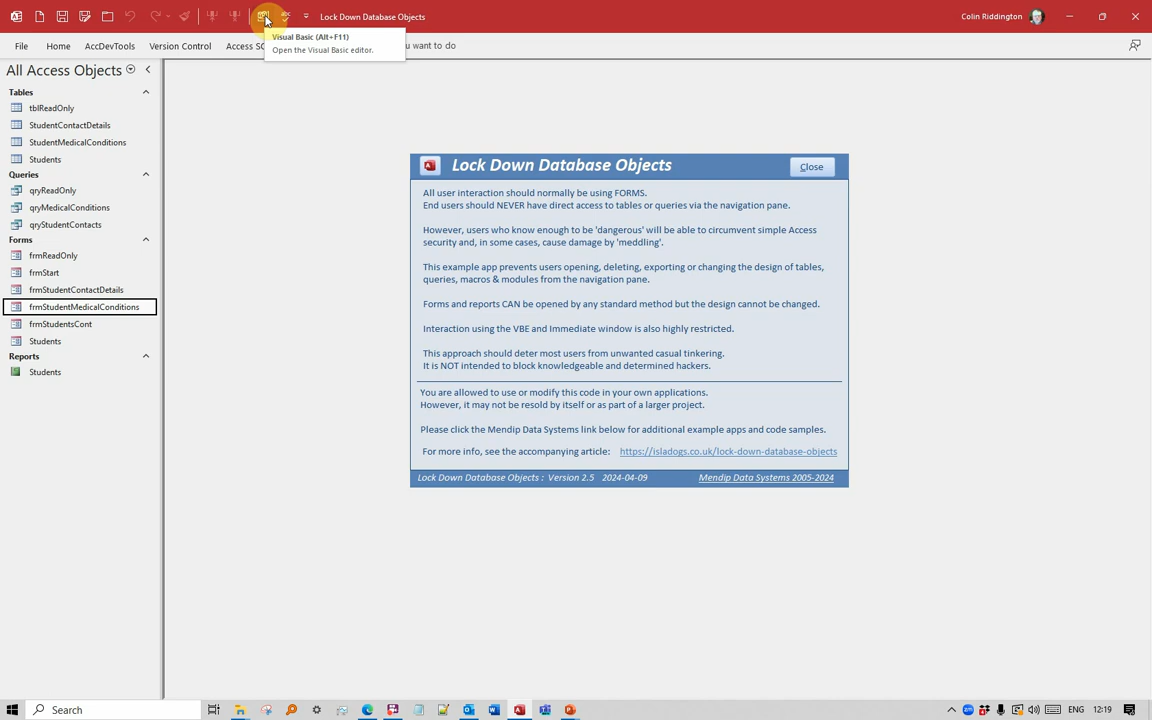 Lock Down Database Objects
Colin Riddington
Visual Basic (Alt+F11)
Open the Visual Basic editor.
File
Home
AccDevTools
Version Control
Access SC
u want to do
All Access Objects
Tables
tblReadOnly
StudentContactDetails
StudentMedicalConditions
Students
Queries
qryReadOnly
qryMedicalConditions
qryStudentContacts
Forms
frmReadOnly
frmStart
frmStudentContactDetails
frmStudentMedicalConditions
frmStudentsCont
Students
Reports
Students
Lock Down Database Objects
Close
All user interaction should normally be using FORMS.
End users should NEVER have direct access to tables or queries via the navigation pane.
However, users who know enough to be 'dangerous' will be able to circumvent simple Access
security and, in some cases, cause damage by 'meddling'.
This example app prevents users opening, deleting, exporting or changing the design of tables,
queries, macros & modules from the navigation pane.
Forms and reports CAN be opened by any standard method but the design cannot be changed.
Interaction using the VBE and Immediate window is also highly restricted.
This approach should deter most users from unwanted casual tinkering.
It is NOT intended to block knowledgeable and determined hackers.
You are allowed to use or modify this code in your own applications.
However, it may not be resold by itself or as part of a larger project.
Please click the Mendip Data Systems link below for additional example apps and code samples.
For more info, see the accompanying article: https://isladogs.co.uk/lock-down-database-objects
Lock Down Database Objects : Version 2.5 2024-04-09
Mendip Data Systems 2005-2024
Search
ENG
12:19